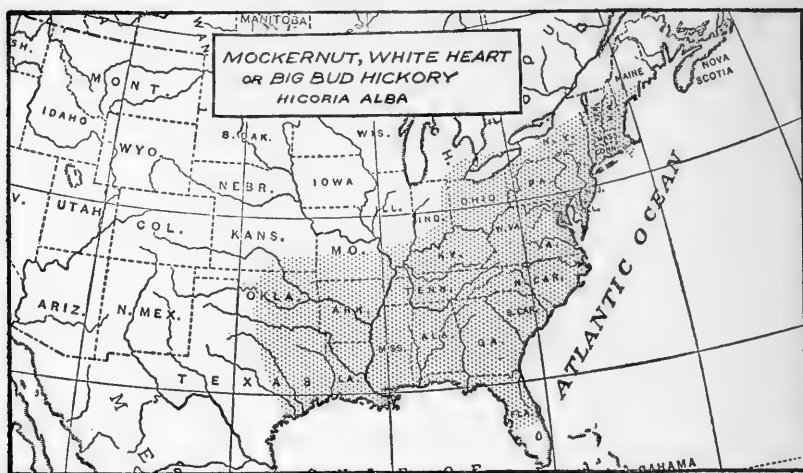 MANITOBA
MOCKERNUT, WHITE HEART
OR BIG BUD HICKORY
HICORIA ALBA
MAINE
NOVA
SCOTIA
MONT.
IDAHO
WYO.
S. DAK.
WIS.
N.Y.
NEBR.
IOWA
OHIO
PA.
UTAH
COL.
KANS.
ILL.
IND.
W.VA.
MO.
KY.
VA.
ARIZ.
N. MEX.
OKLA.
ARK.
TENN.
N. CAR.
S. CAR.
MISS.
ALA.
GA.
TEXAS
LA.
FLA.
ATLANTIC OCEAN
BAHAMA